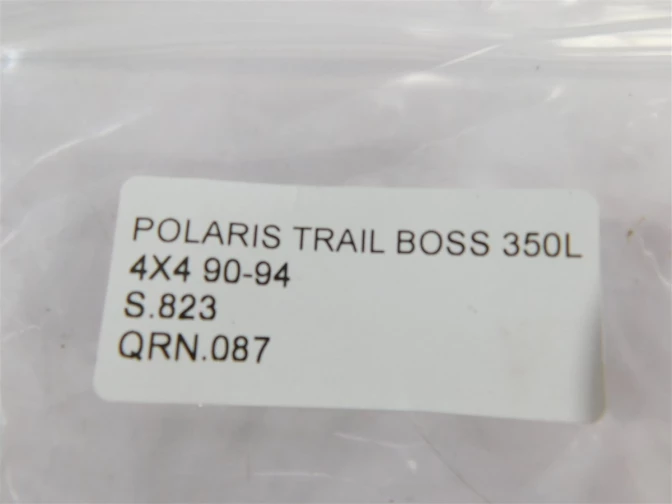 POLARIS TRAIL BOSS 350L
4X4 90-94
S.823
QRN.087